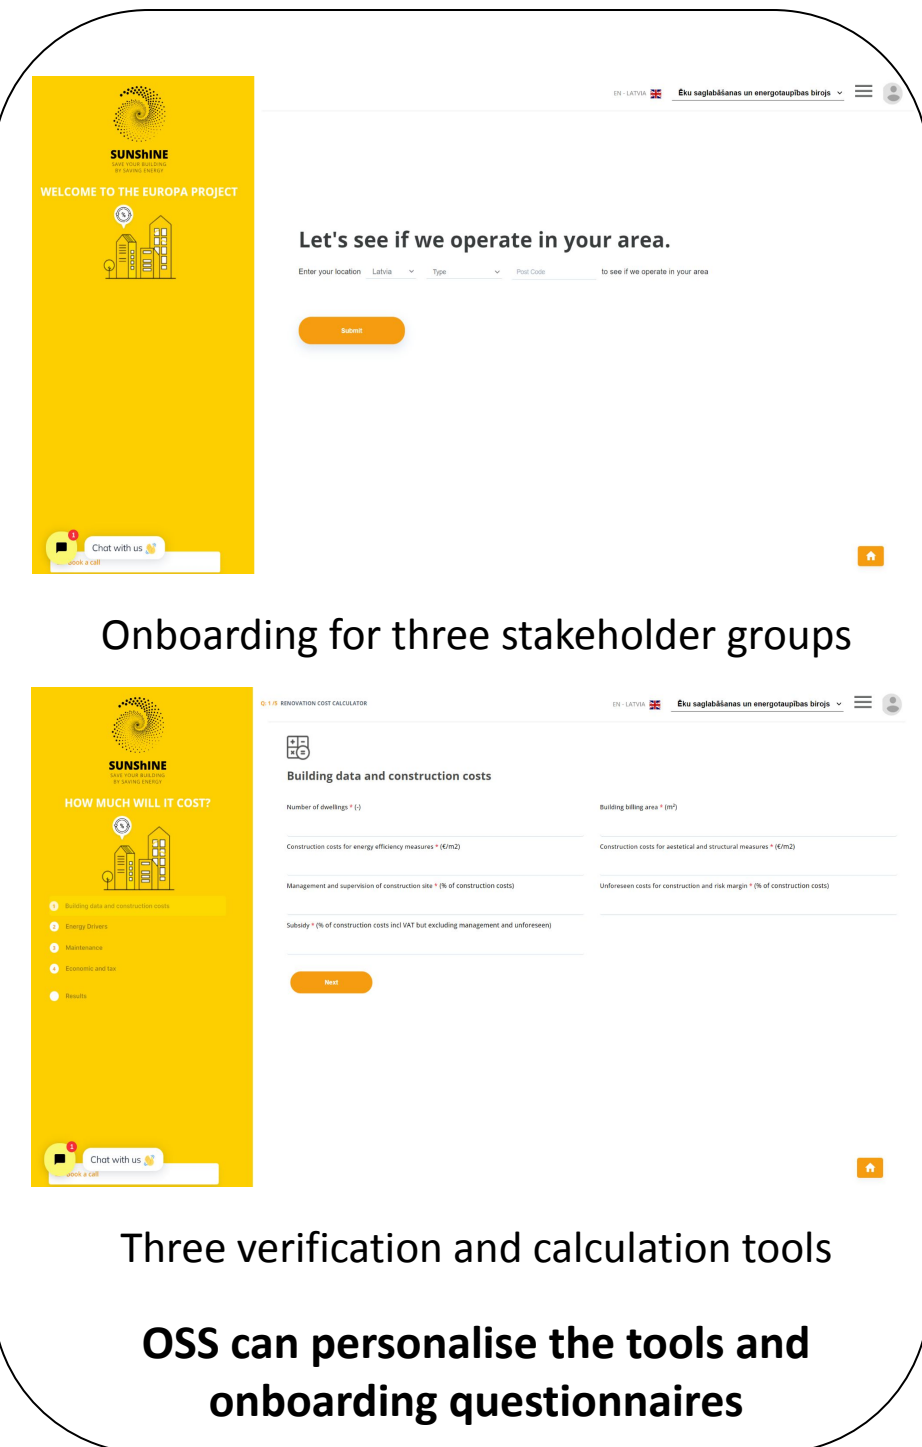 SUNShINE
SAVE YOUR BUILDING
BY SAVING ENERGY
WELCOME TO THE EUROPA PROJECT
EN - LATVIA
Ēku saglabāšanas un energotaupības birojs
Let's see if we operate in your area.
Enter your location Latvia Type Post Code to see if we operate in your area
Submit
1
Chat with us
Book a call
Onboarding for three stakeholder groups
SUNShINE
SAVE YOUR BUILDING
BY SAVING ENERGY
HOW MUCH WILL IT COST?
1 Building data and construction costs
2 Energy Drivers
3 Maintenance
4 Economic and tax
Results
Q: 1 /5 RENOVATION COST CALCULATOR
EN - LATVIA
Ēku saglabāšanas un energotaupības birojs
Building data and construction costs
Number of dwellings * (-)
Building billing area * (m²)
Construction costs for energy efficiency measures * (€/m2)
Construction costs for aestetical and structural measures * (€/m2)
Management and supervision of construction site * (% of construction costs)
Unforeseen costs for construction and risk margin * (% of construction costs)
Subsidy * (% of construction costs incl VAT but excluding management and unforeseen)
Next
1
Chat with us
Book a call
Three verification and calculation tools
OSS can personalise the tools and
onboarding questionnaires